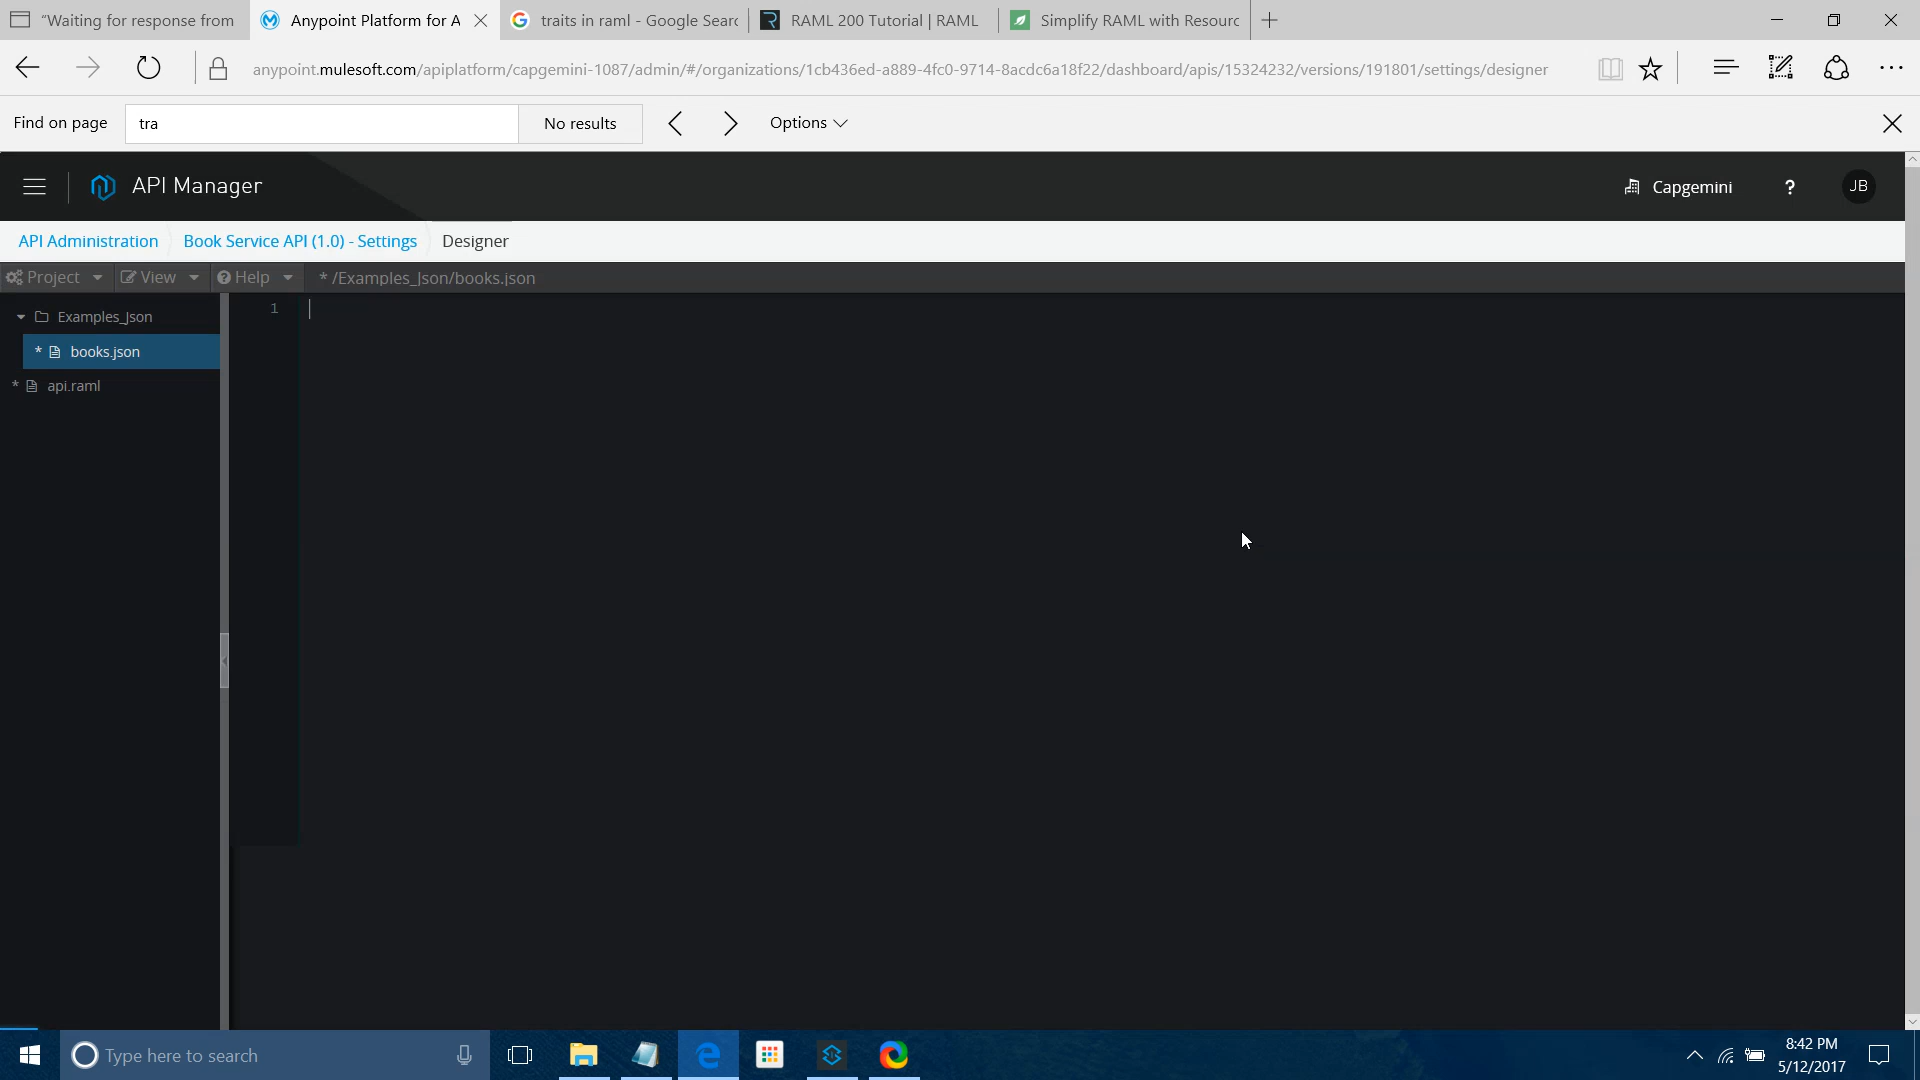 "Waiting for response from
Anypoint Platform for A
traits in raml - Google Searc
RAML 200 Tutorial | RAML
Simplify RAML with Resourc
anypoint.mulesoft.com/apiplatform/capgemini-1087/admin/#/organizations/1cb436ed-a889-4fc0-9714-8acdc6a18f22/dashboard/apis/15324232/versions/191801/settings/designer
Find on page
tra
No results
Options
API Manager
Capgemini
?
JB
API Administration
Book Service API (1.0) - Settings
Designer
Project
View
Help
* /Examples_Json/books.json
Examples_Json
1
* books.json
* api.raml
Type here to search
8:42 PM
5/12/2017